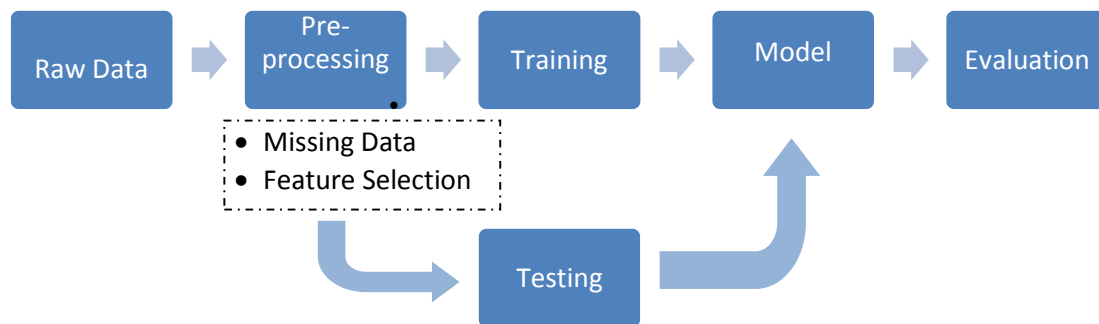 Raw Data
Pre-
processing
Training
Model
Evaluation
•
• Missing Data
• Feature Selection
Testing